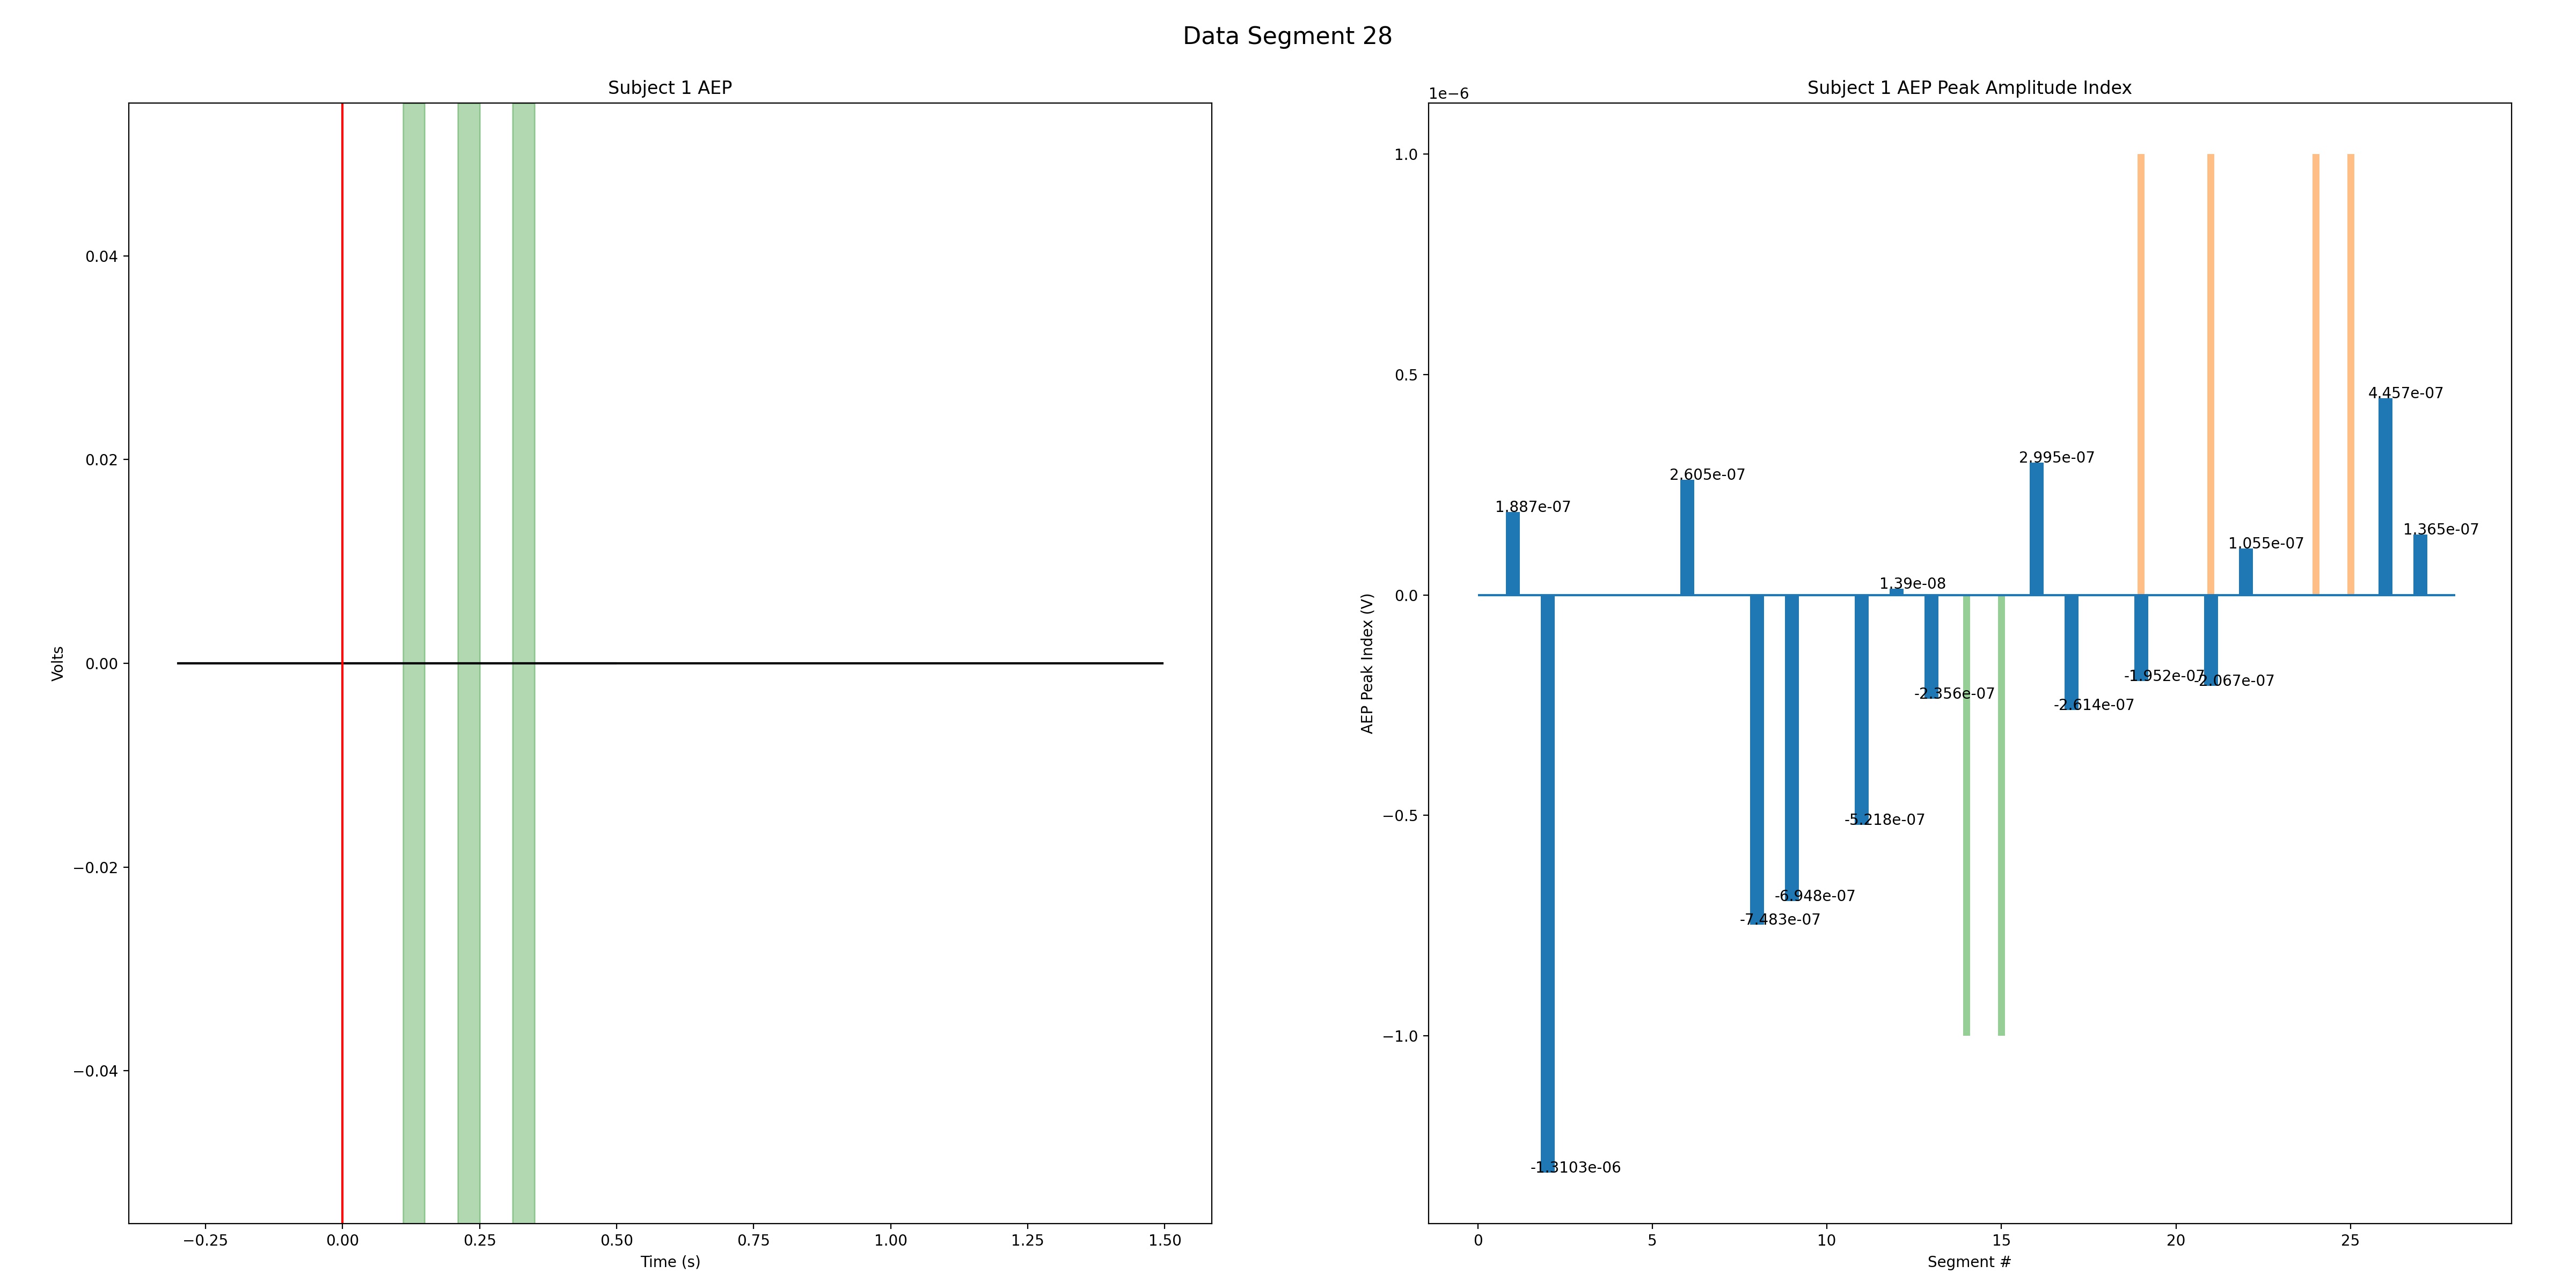 Data Segment 28
Subject 1 AEP
0.04
0.02
0.00
−0.02
−0.04
Volts
−0.25 0.00 0.25 0.50 0.75 1.00 1.25 1.50
Time (s)
Subject 1 AEP Peak Amplitude Index
1e−6
1.0
0.5
0.0
−0.5
−1.0
AEP Peak Index (V)
1.887e-07
-1.3103e-06
2.605e-07
-7.483e-07
-6.948e-07
-5.218e-07
1.39e-08
-2.356e-07
2.995e-07
-2.614e-07
-1.952e-07
-2.067e-07
1.055e-07
4.457e-07
1.365e-07
0 5 10 15 20 25
Segment #